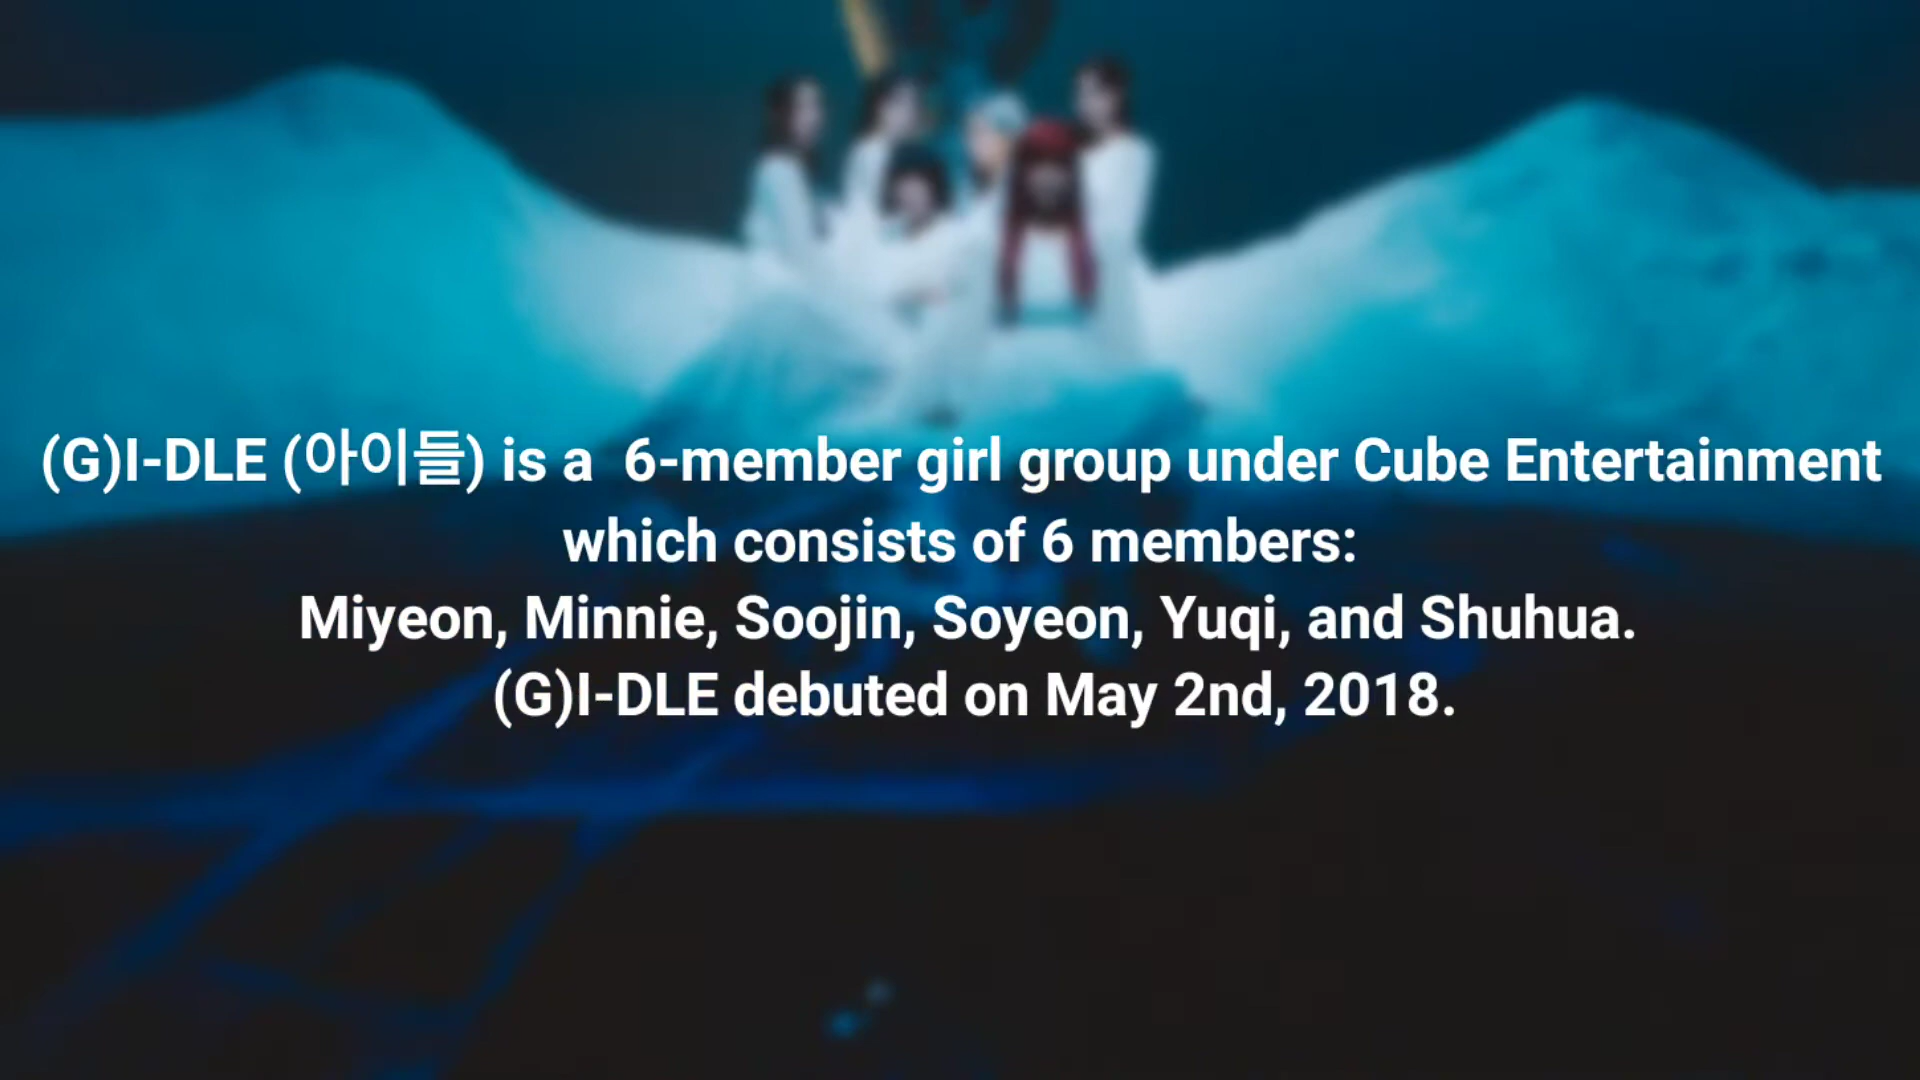 (G)I-DLE (아이들) is a  6-member girl group under Cube Entertainment
which consists of 6 members:
Miyeon, Minnie, Soojin, Soyeon, Yuqi, and Shuhua.
(G)I-DLE debuted on May 2nd, 2018.